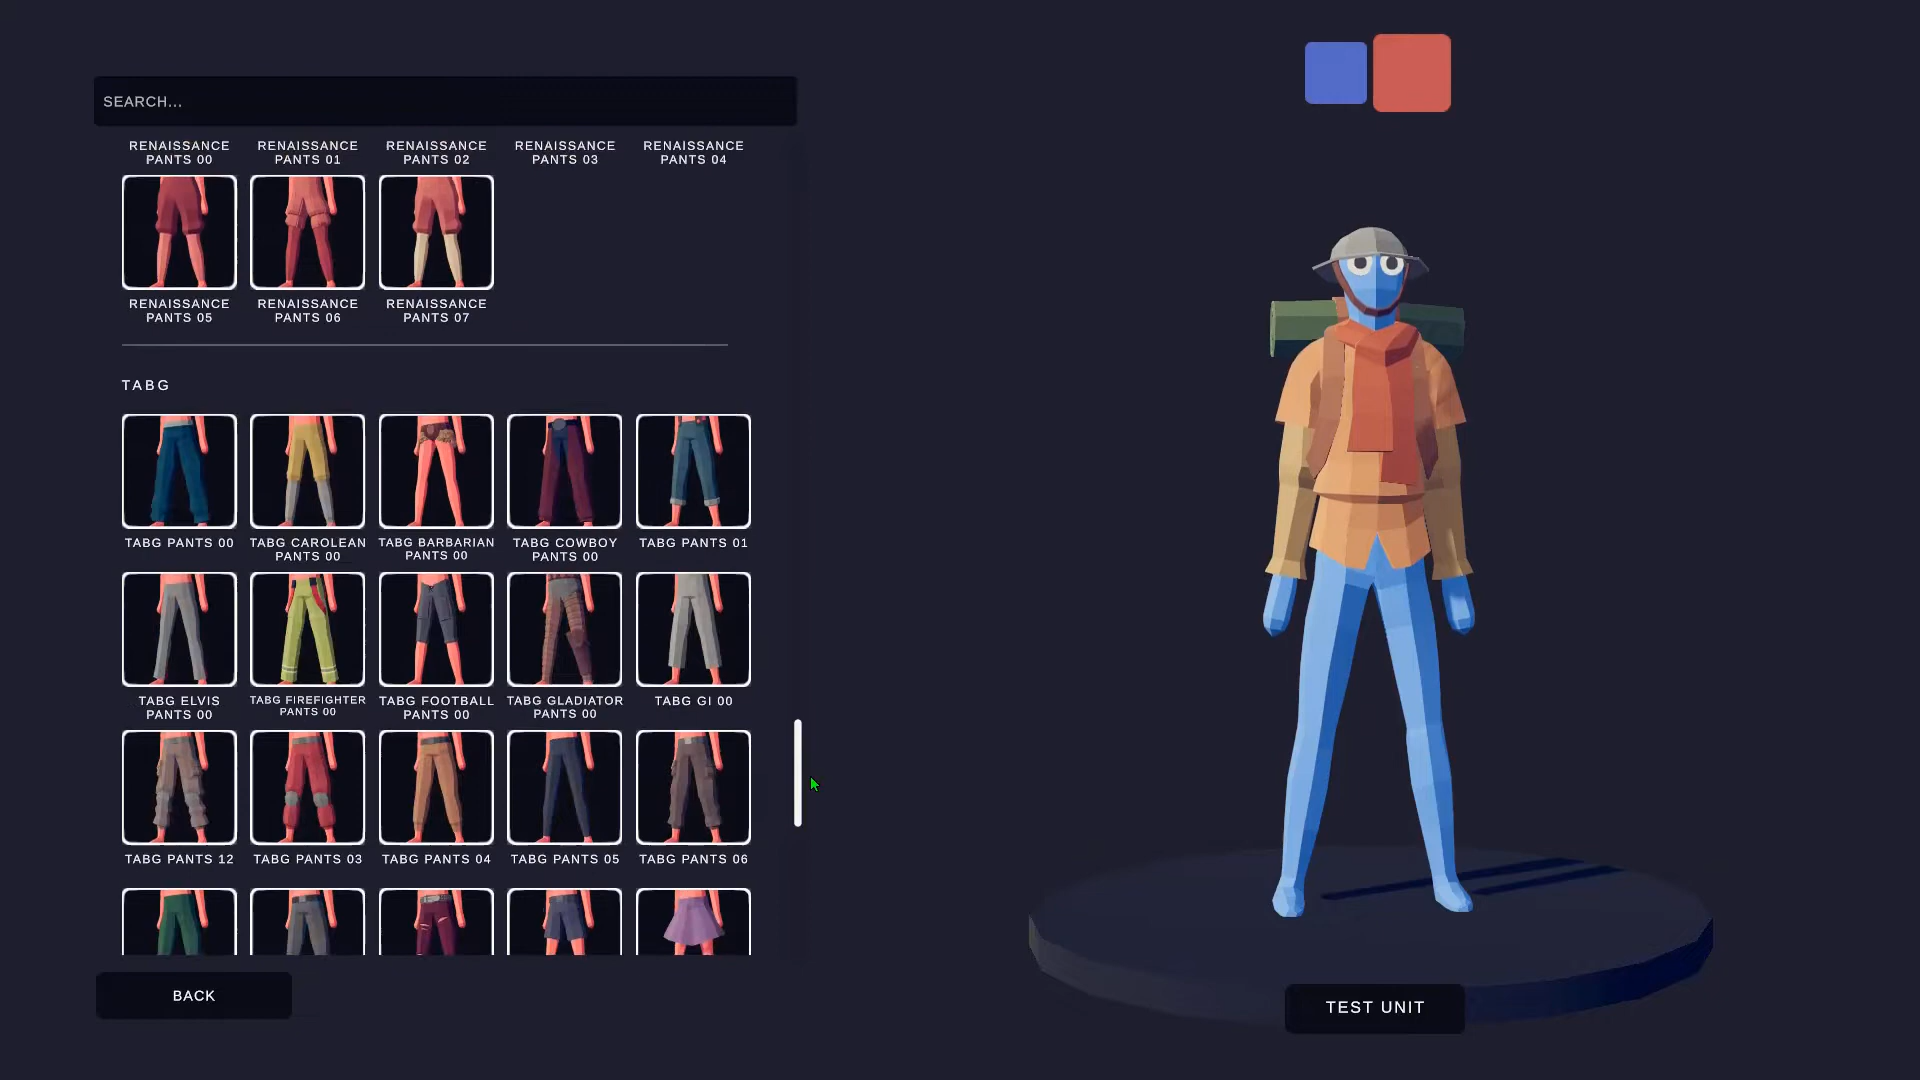 SEARCH...
RENAISSANCE
PANTS 00
RENAISSANCE
PANTS 01
RENAISSANCE
PANTS 02
RENAISSANCE
PANTS 03
RENAISSANCE
PANTS 04
RENAISSANCE
PANTS 05
RENAISSANCE
PANTS 06
RENAISSANCE
PANTS 07
TABG
TABG PANTS 00
TABG CAROLEAN
PANTS 00
TABG BARBARIAN
PANTS 00
TABG COWBOY
PANTS 00
TABG PANTS 01
TABG ELVIS
PANTS 00
TABG FIREFIGHTER
PANTS 00
TABG FOOTBALL
PANTS 00
TABG GLADIATOR
PANTS 00
TABG GI 00
TABG PANTS 12
TABG PANTS 03
TABG PANTS 04
TABG PANTS 05
TABG PANTS 06
BACK
TEST UNIT